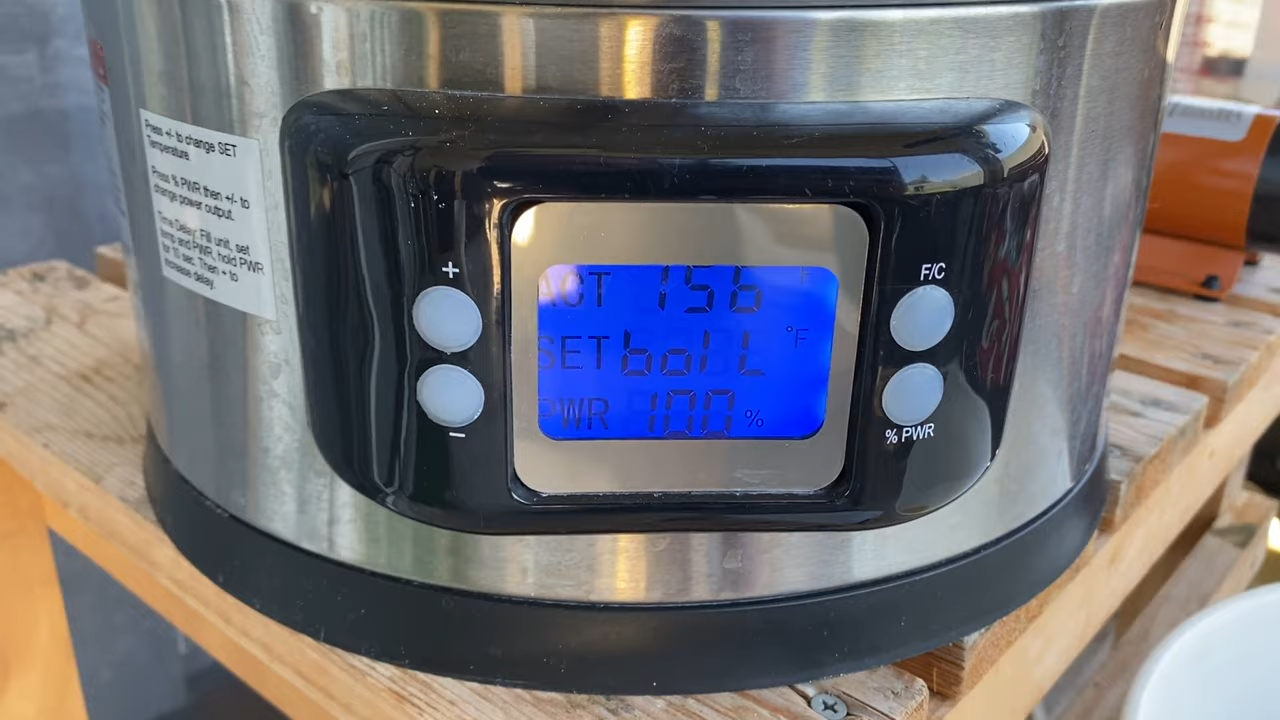 Press +/- to change SET
Temperature.
Press % PWR then +/- to
change power output.
Time Delay: Fill unit, set
temp and PWR, hold PWR
for 10 sec. Then + to
increase delay.
+
−
ACT 156 °F
SET boIL °F
PWR 100 %
F/C
% PWR